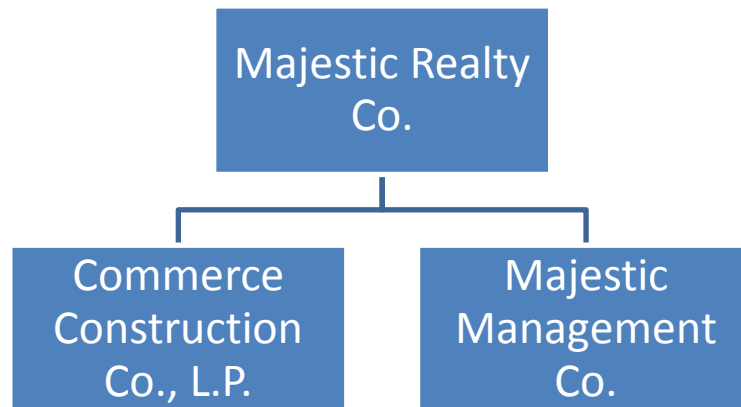 Majestic Realty
Co.
Commerce
Construction
Co., L.P.
Majestic
Management
Co.